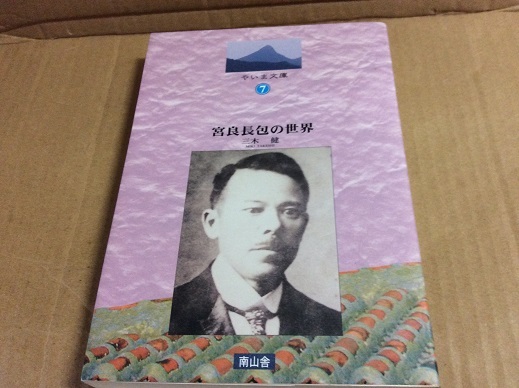 やいま文庫
7
宮良長包の世界
三木 健
南山舎